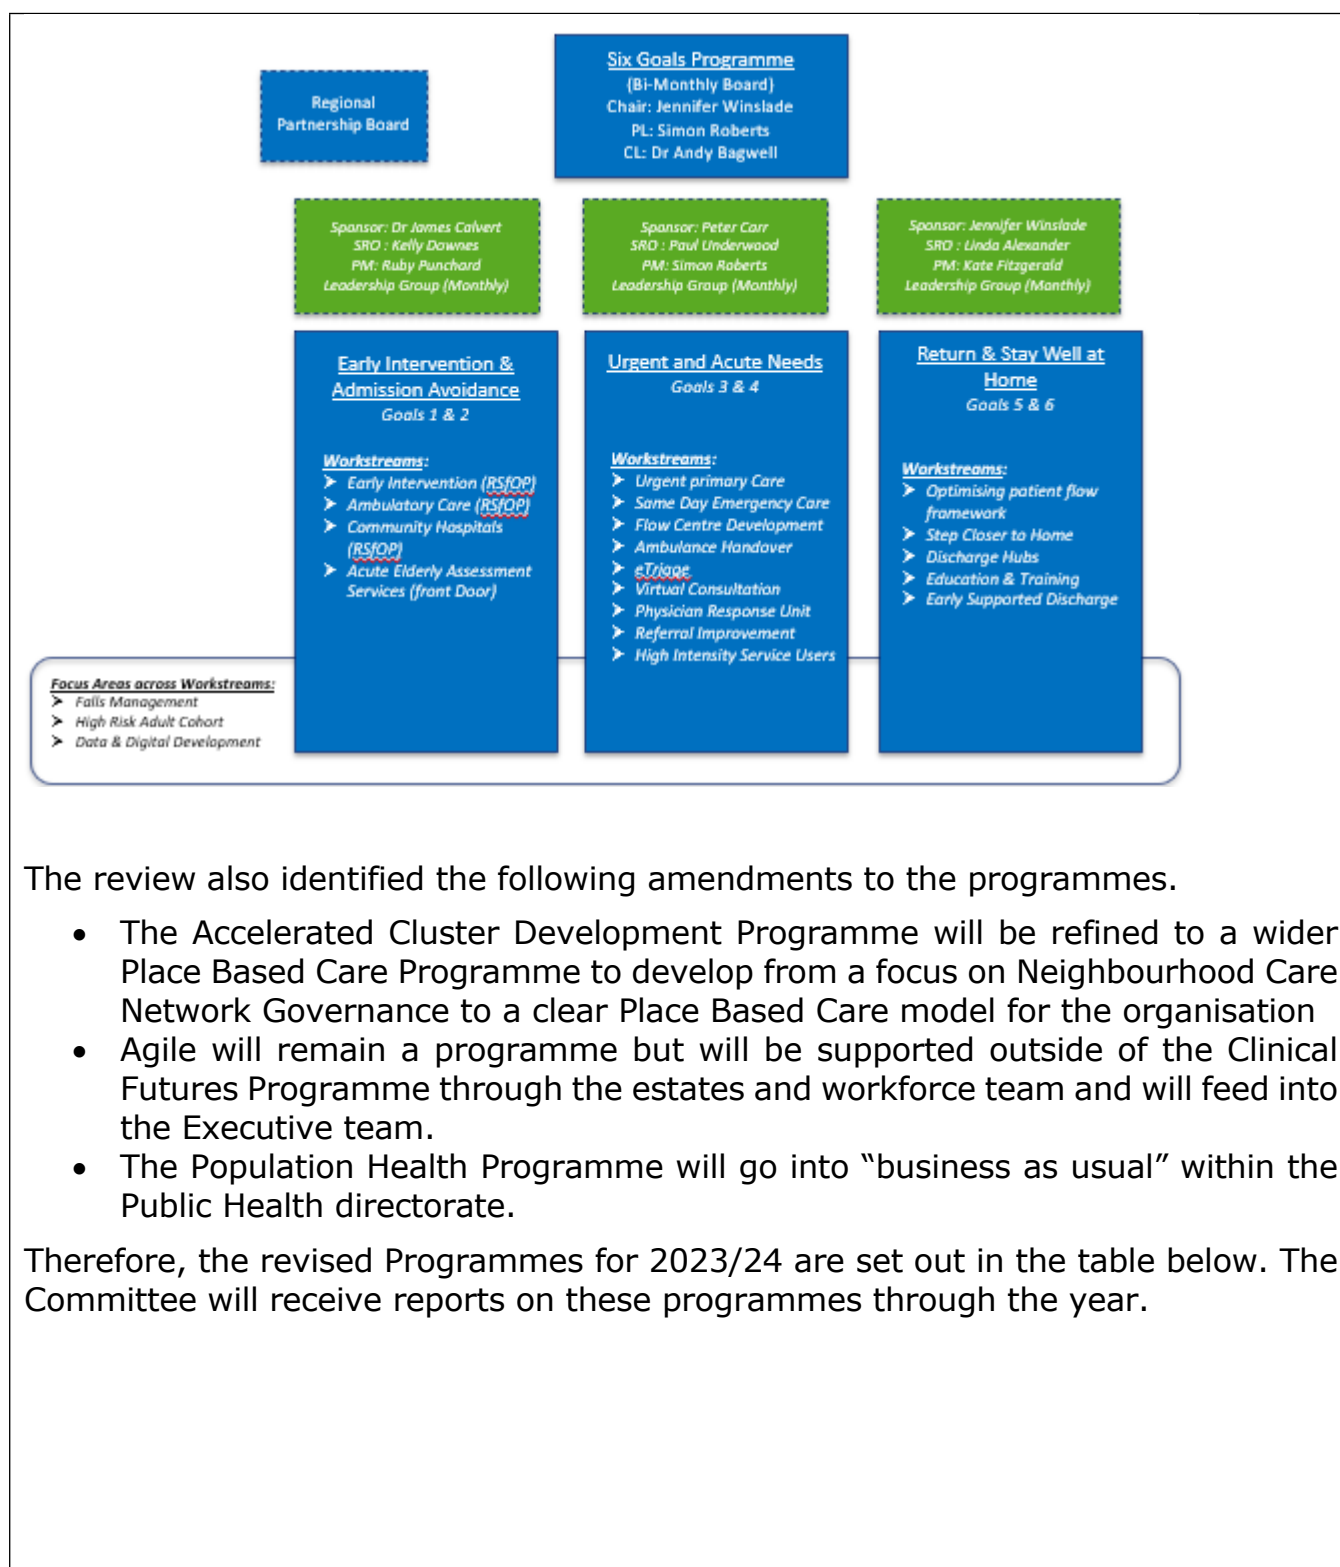 Regional
Partnership Board
Six Goals Programme
(Bi-Monthly Board)
Chair: Jennifer Winslade
PL: Simon Roberts
CL: Dr Andy Bagwell
Sponsor: Dr James Calvert
SRO : Kelly Downes
PM: Ruby Punchard
Leadership Group (Monthly)
Sponsor: Peter Carr
SRO : Paul Underwood
PM: Simon Roberts
Leadership Group (Monthly)
Sponsor: Jennifer Winslade
SRO : Linda Alexander
PM: Kate Fitzgerald
Leadership Group (Monthly)
Early Intervention &
Admission Avoidance
Goals 1 & 2
Workstreams:
➤ Early Intervention (RSfOP)
➤ Ambulatory Care (RSfOP)
➤ Community Hospitals
(RSfOP)
➤ Acute Elderly Assessment
Services (front Door)
Urgent and Acute Needs
Goals 3 & 4
Workstreams:
➤ Urgent primary Care
➤ Same Day Emergency Care
➤ Flow Centre Development
➤ Ambulance Handover
➤ eTriage
➤ Virtual Consultation
➤ Physician Response Unit
➤ Referral Improvement
➤ High Intensity Service Users
Return & Stay Well at
Home
Goals 5 & 6
Workstreams:
➤ Optimising patient flow
framework
➤ Step Closer to Home
➤ Discharge Hubs
➤ Education & Training
➤ Early Supported Discharge
Focus Areas across Workstreams:
➤ Falls Management
➤ High Risk Adult Cohort
➤ Data & Digital Development
The review also identified the following amendments to the programmes.
• The Accelerated Cluster Development Programme will be refined to a wider
Place Based Care Programme to develop from a focus on Neighbourhood Care
Network Governance to a clear Place Based Care model for the organisation
• Agile will remain a programme but will be supported outside of the Clinical
Futures Programme through the estates and workforce team and will feed into
the Executive team.
• The Population Health Programme will go into “business as usual” within the
Public Health directorate.
Therefore, the revised Programmes for 2023/24 are set out in the table below. The
Committee will receive reports on these programmes through the year.